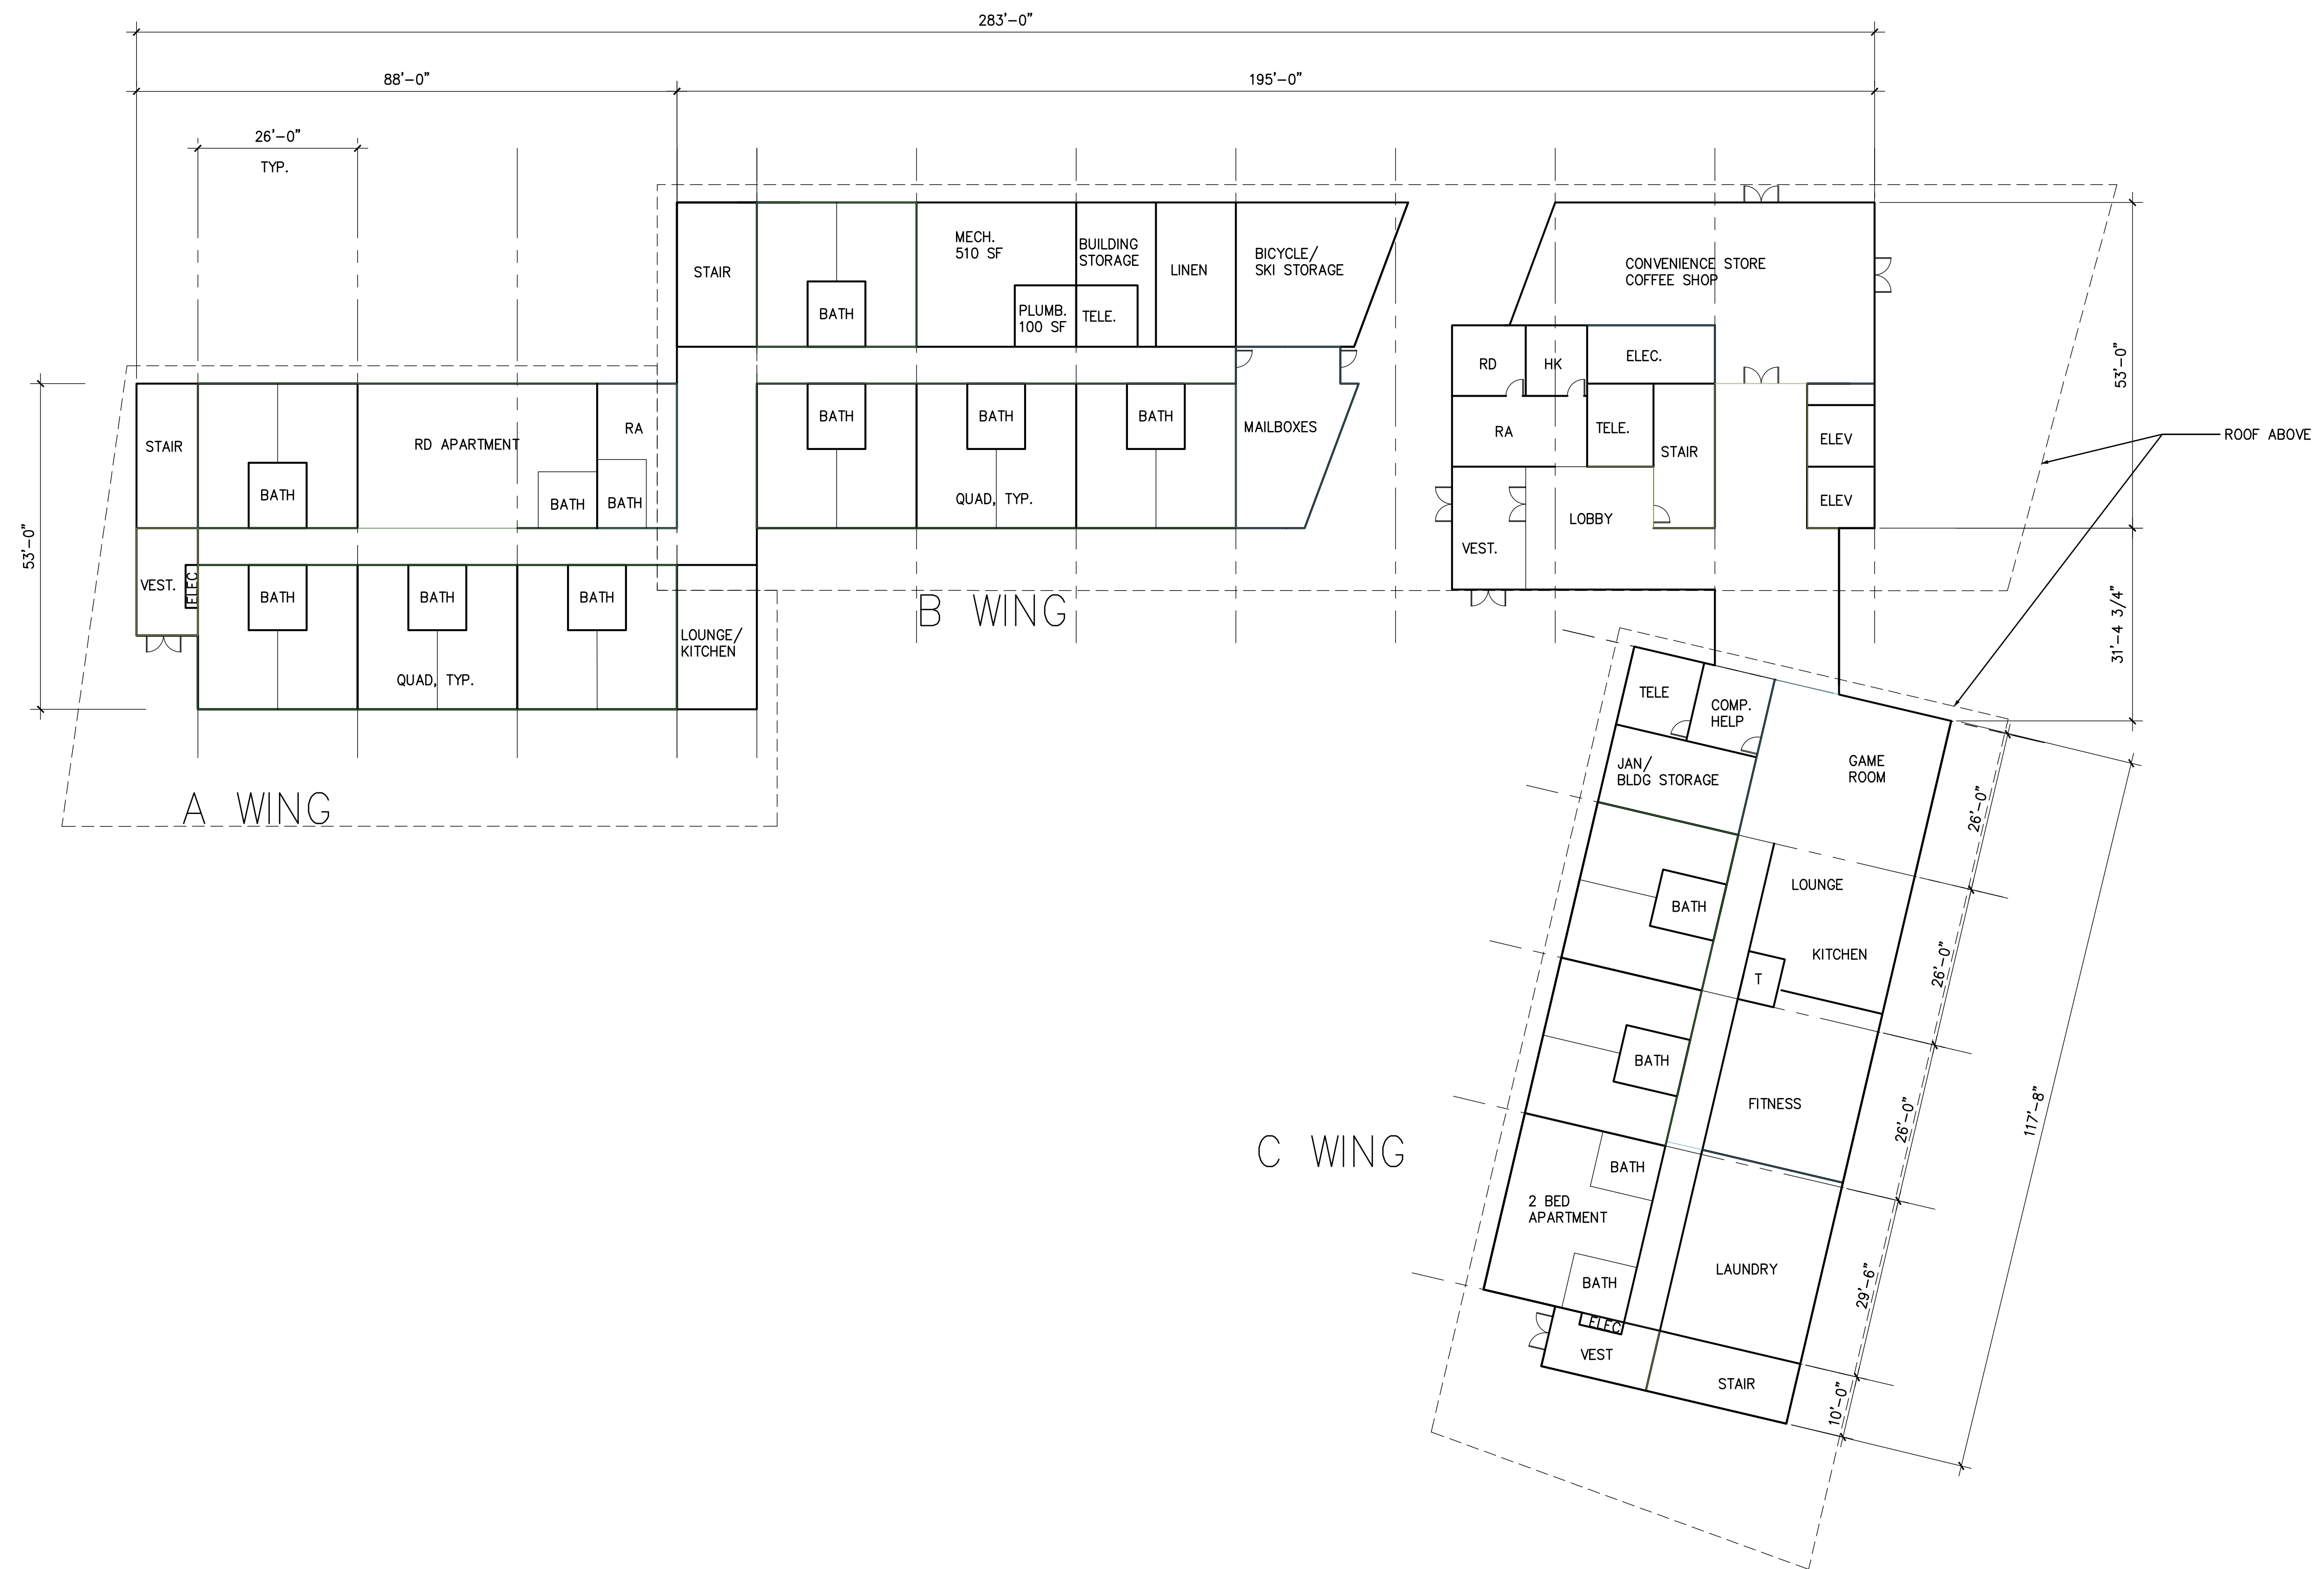 283'-0"
88'-0"
195'-0"
26'-0"
TYP.
STAIR
BATH
MECH.
510 SF
PLUMB.
100 SF
BUILDING
STORAGE
TELE.
LINEN
BICYCLE/
SKI STORAGE
CONVENIENCE STORE
COFFEE SHOP
RD
HK
ELEC.
53'-0"
STAIR
BATH
RD APARTMENT
BATH
RA
BATH
BATH
BATH
QUAD, TYP.
BATH
MAILBOXES
RA
TELE.
STAIR
ELEV
ELEV
ROOF ABOVE
LOBBY
VEST.
53'-0"
VEST.
ELEC.
BATH
BATH
QUAD, TYP.
BATH
LOUNGE/
KITCHEN
B WING
31'-4 3/4"
A WING
TELE
COMP.
HELP
JAN/
BLDG STORAGE
GAME
ROOM
26'-0"
BATH
LOUNGE
KITCHEN
T
26'-0"
BATH
FITNESS
26'-0"
117'-8"
C WING
BATH
2 BED
APARTMENT
BATH
LAUNDRY
29'-6"
ELEC
VEST
STAIR
10'-0"